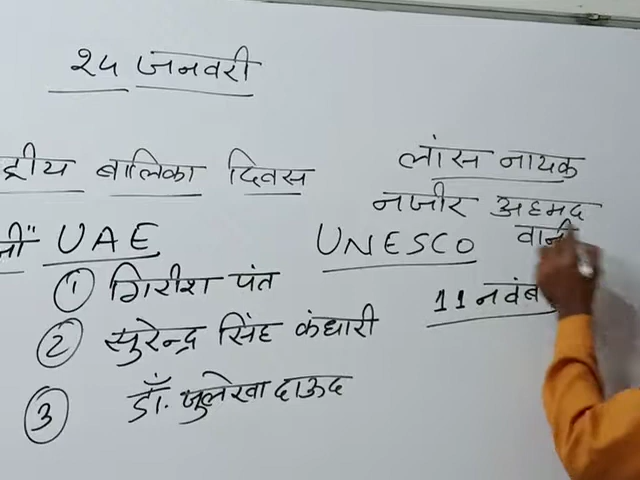 २५ जनवरी
द्रीय बालिका दिवस
नी" UAE
① गिरीश पंत
② सुरेन्द्र सिंह कंधारी
③ डॉ. जुलेखा दाऊद
लांस नायक
नजीर अहमद
वानी
UNESCO
11 नवंब